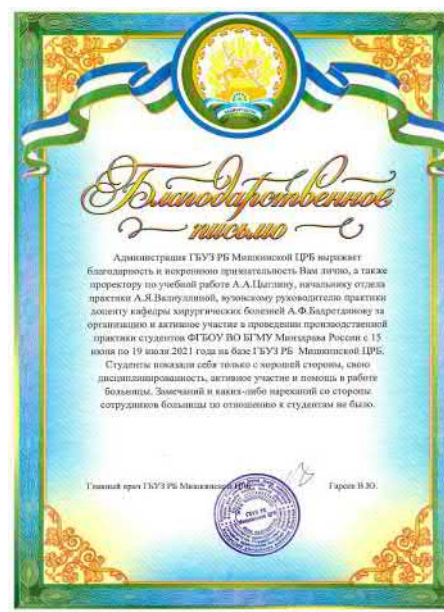 Благодарственное
письмо
Администрация ГБУЗ РБ Мишкинской ЦРБ выражает
благодарность и искреннюю признательность Вам лично, а также
проректору по учебной работе А.А.Цыглину, начальнику отдела
практики А.Я.Валиуллиной, вузовскому руководителю практики
доценту кафедры хирургических болезней А.Ф.Бадретдинову за
организацию и активное участие в проведении производственной
практики студентов ФГБОУ ВО БГМУ Минздрава России с 15
июня по 19 июля 2021 года на базе ГБУЗ РБ Мишкинской ЦРБ.
Студенты показали себя только с хорошей стороны, свою
дисциплинированность, активное участие и помощь в работе
больницы. Замечаний и каких-либо нареканий со стороны
сотрудников больницы по отношению к студентам не было.
Главный врач ГБУЗ РБ Мишкинской ЦРБ Гареев В.Ю.
ГБУЗ РБ
Мишкинская ЦРБ